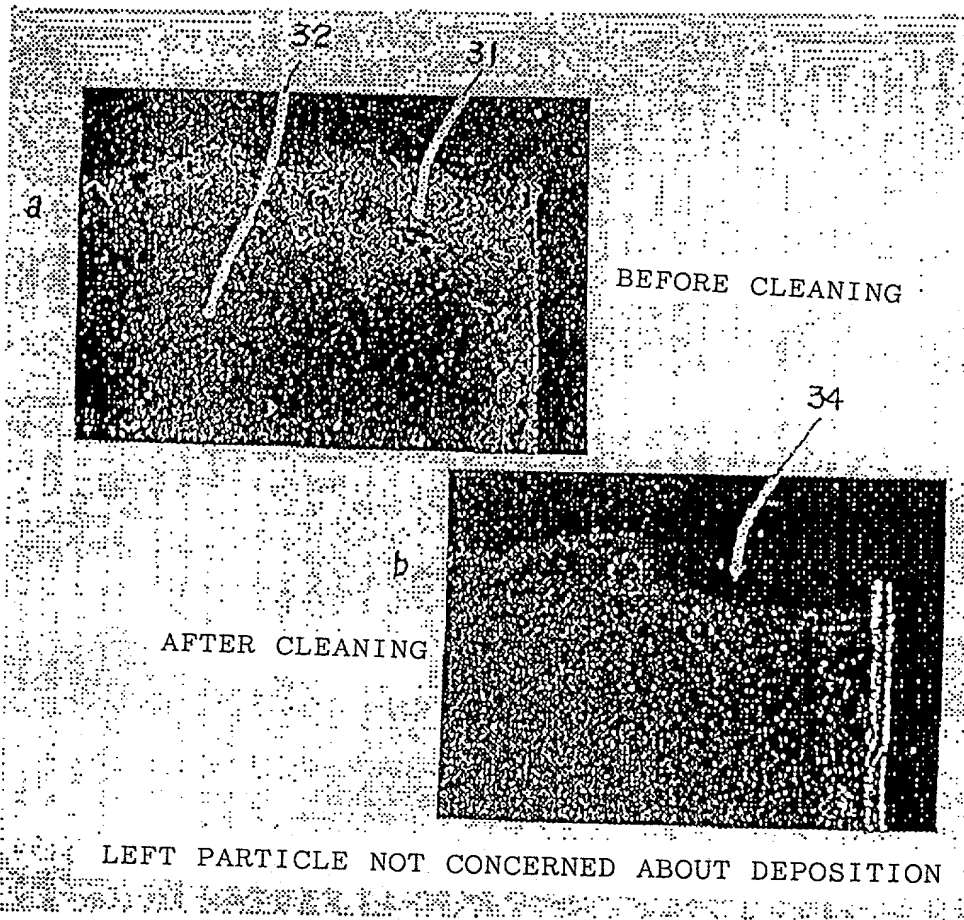 32
31
a
BEFORE CLEANING
34
b
AFTER CLEANING
LEFT PARTICLE NOT CONCERNED ABOUT DEPOSITION